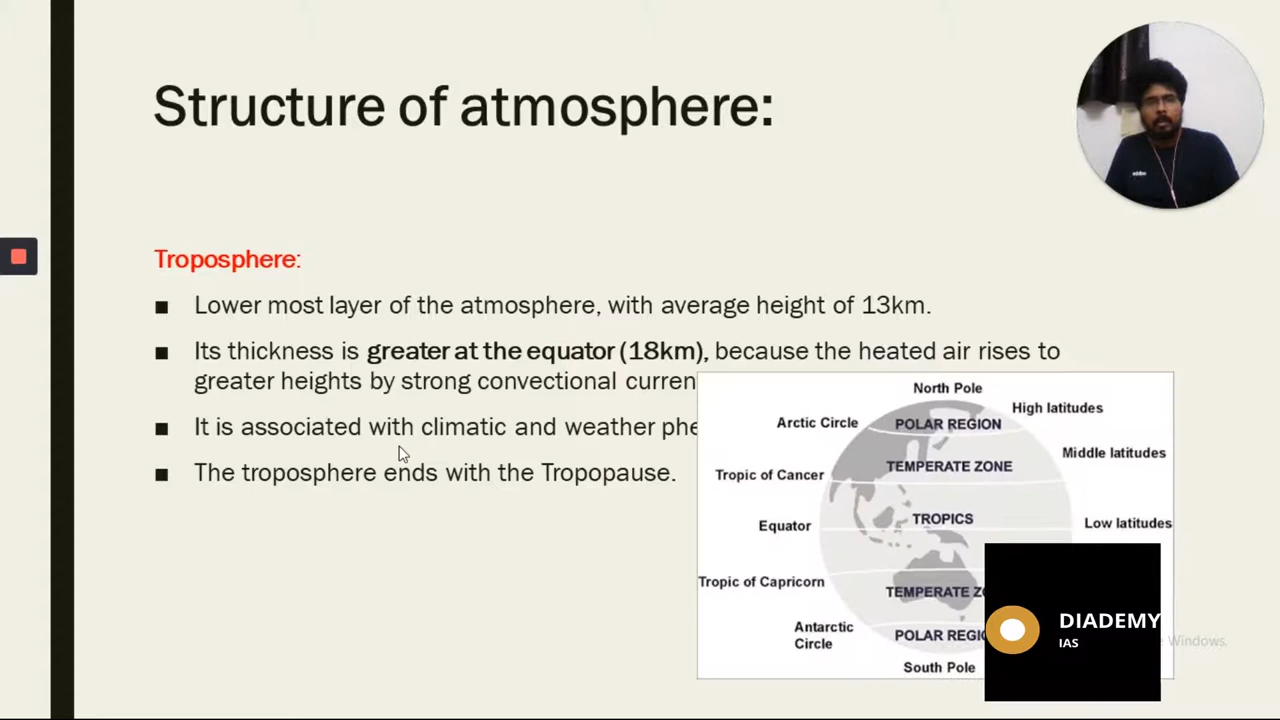 Structure of atmosphere:
Troposphere:
■ Lower most layer of the atmosphere, with average height of 13km.
■ Its thickness is greater at the equator (18km), because the heated air rises to
greater heights by strong convectional
■ It is associated with climatic and weather
■ The troposphere ends with the Tropopause.
North Pole
High latitudes
Arctic Circle
POLAR REGION
Middle latitudes
TEMPERATE ZONE
Tropic of Cancer
TROPICS
Equator
Low latitudes
Tropic of Capricorn
TEMPERATE
Antarctic
Circle
POLAR
South Pole
DIADEMY
IAS
Windows.